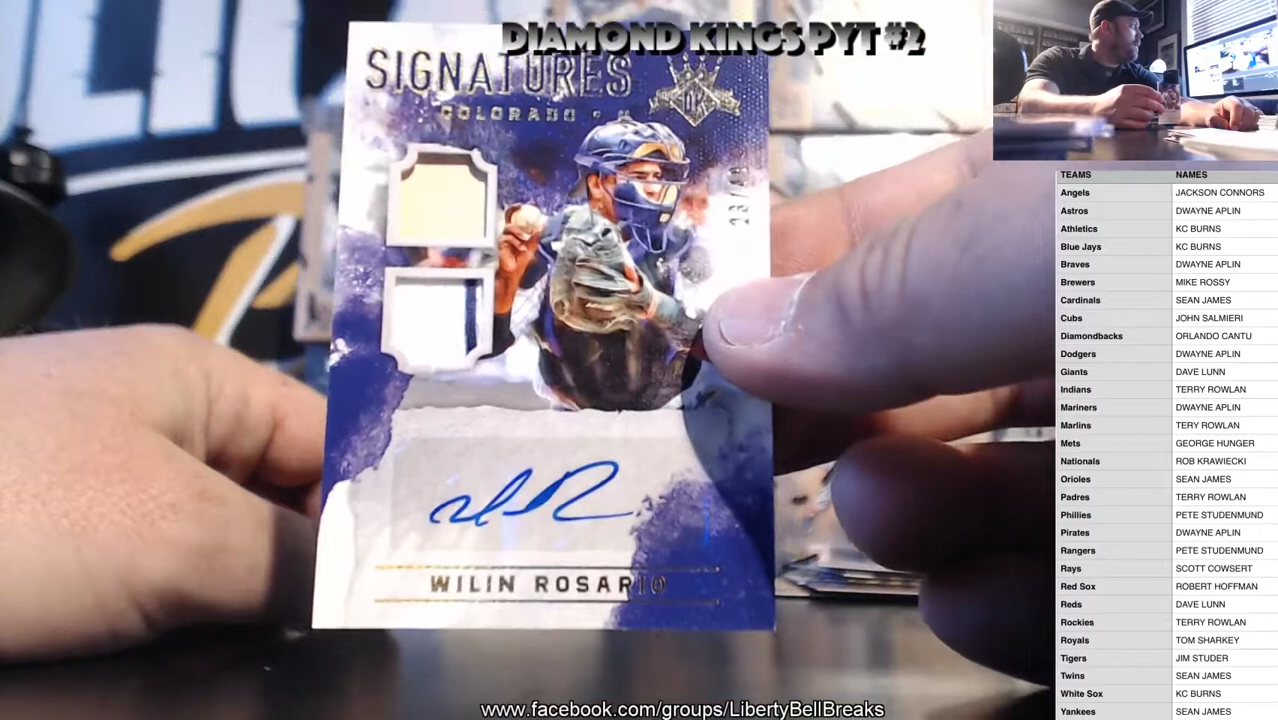 DIAMOND KINGS PYT #2
SIGNATURES
DK
WILIN ROSARIO
TEAMS NAMES
Angels JACKSON CONNORS
Astros DWAYNE APLIN
Athletics KC BURNS
Blue Jays KC BURNS
Braves DWAYNE APLIN
Brewers MIKE ROSSY
Cardinals SEAN JAMES
Cubs JOHN SALMIERI
Diamondbacks ORLANDO CANTU
Dodgers DWAYNE APLIN
Giants DAVE LUNN
Indians TERRY ROWLAN
Mariners DWAYNE APLIN
Marlins TERY ROWLAN
Mets GEORGE HUNGER
Nationals ROB KRAWIECKI
Orioles SEAN JAMES
Padres TERRY ROWLAN
Phillies PETE STUDENMUND
Pirates DWAYNE APLIN
Rangers PETE STUDENMUND
Rays SCOTT COWSERT
Red Sox ROBERT HOFFMAN
Reds DAVE LUNN
Rockies TERRY ROWLAN
Royals TOM SHARKEY
Tigers JIM STUDER
Twins SEAN JAMES
White Sox KC BURNS
Yankees SEAN JAMES
www.facebook.com/groups/LibertyBellBreaks